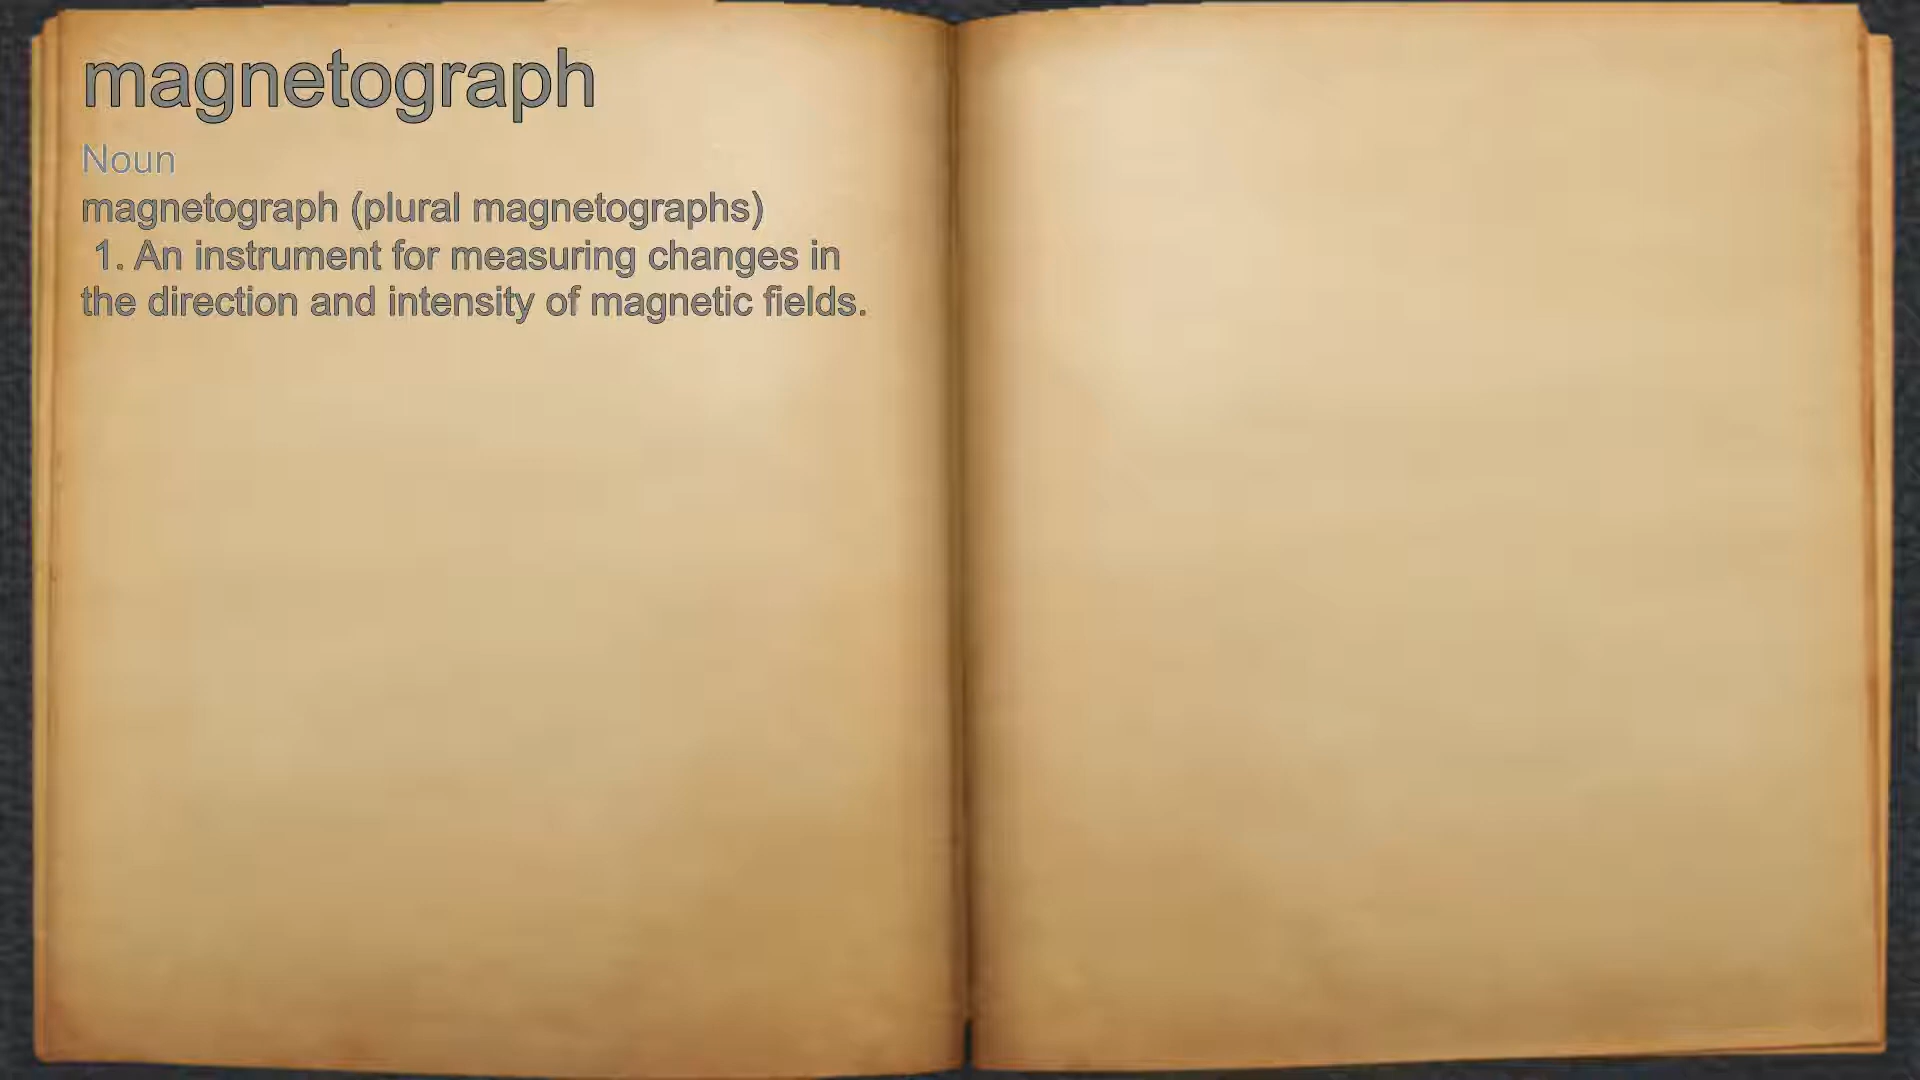 magnetograph
Noun
magnetograph (plural magnetographs)
1. An instrument for measuring changes in
the direction and intensity of magnetic fields.